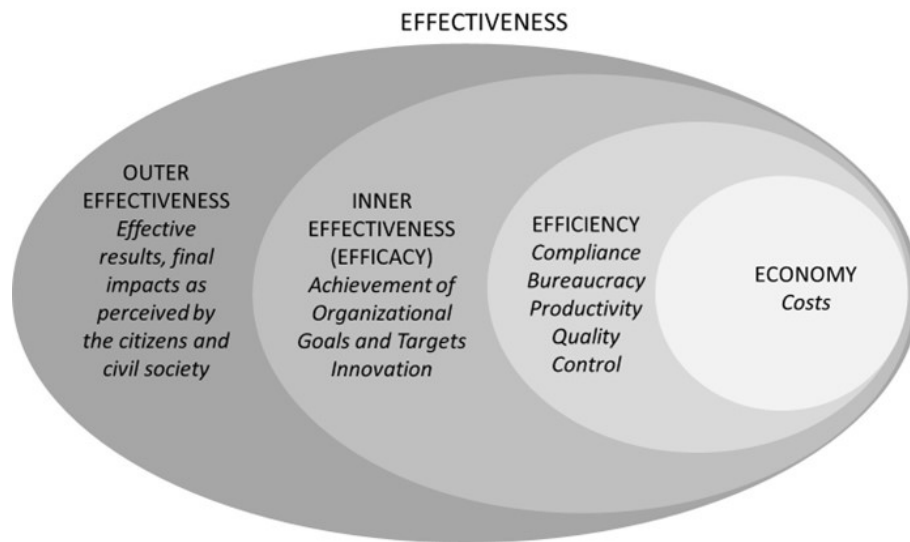 EFFECTIVENESS
OUTER
EFFECTIVENESS
Effective
results, final
impacts as
perceived by
the citizens and
civil society
INNER
EFFECTIVENESS
(EFFICACY)
Achievement of
Organizational
Goals and Targets
Innovation
EFFICIENCY
Compliance
Bureaucracy
Productivity
Quality
Control
ECONOMY
Costs